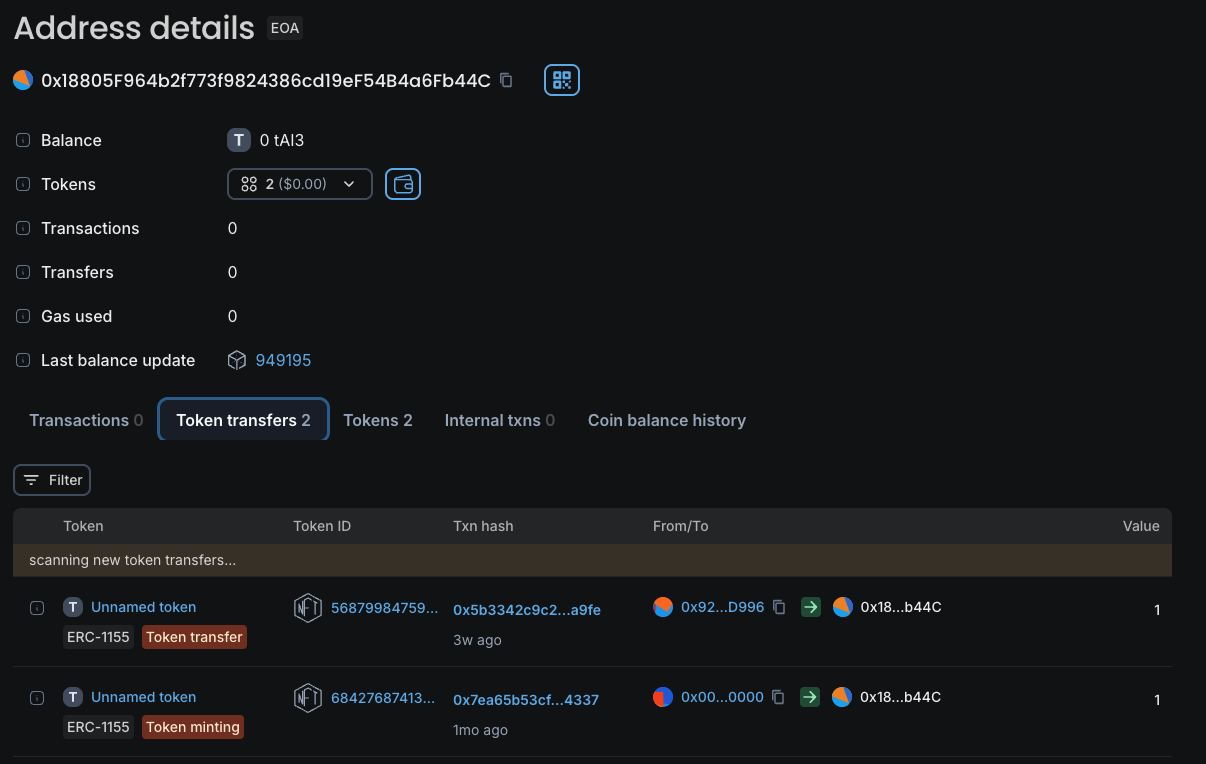 Address details EOA
0x18805F964b2f773f9824386cd19eF54B4a6Fb44C
Balance T 0 tAI3
Tokens 2 ($0.00)
Transactions 0
Transfers 0
Gas used 0
Last balance update 949195
Transactions 0 Token transfers 2 Tokens 2 Internal txns 0 Coin balance history
Filter
Token Token ID Txn hash From/To Value
scanning new token transfers...
T Unnamed token NFT 56879984759... 0x5b3342c9c2...a9fe 0x92...D996 0x18...b44C 1
ERC-1155 Token transfer 3w ago
T Unnamed token NFT 68427687413... 0x7ea65b53cf...4337 0x00...0000 0x18...b44C 1
ERC-1155 Token minting 1mo ago